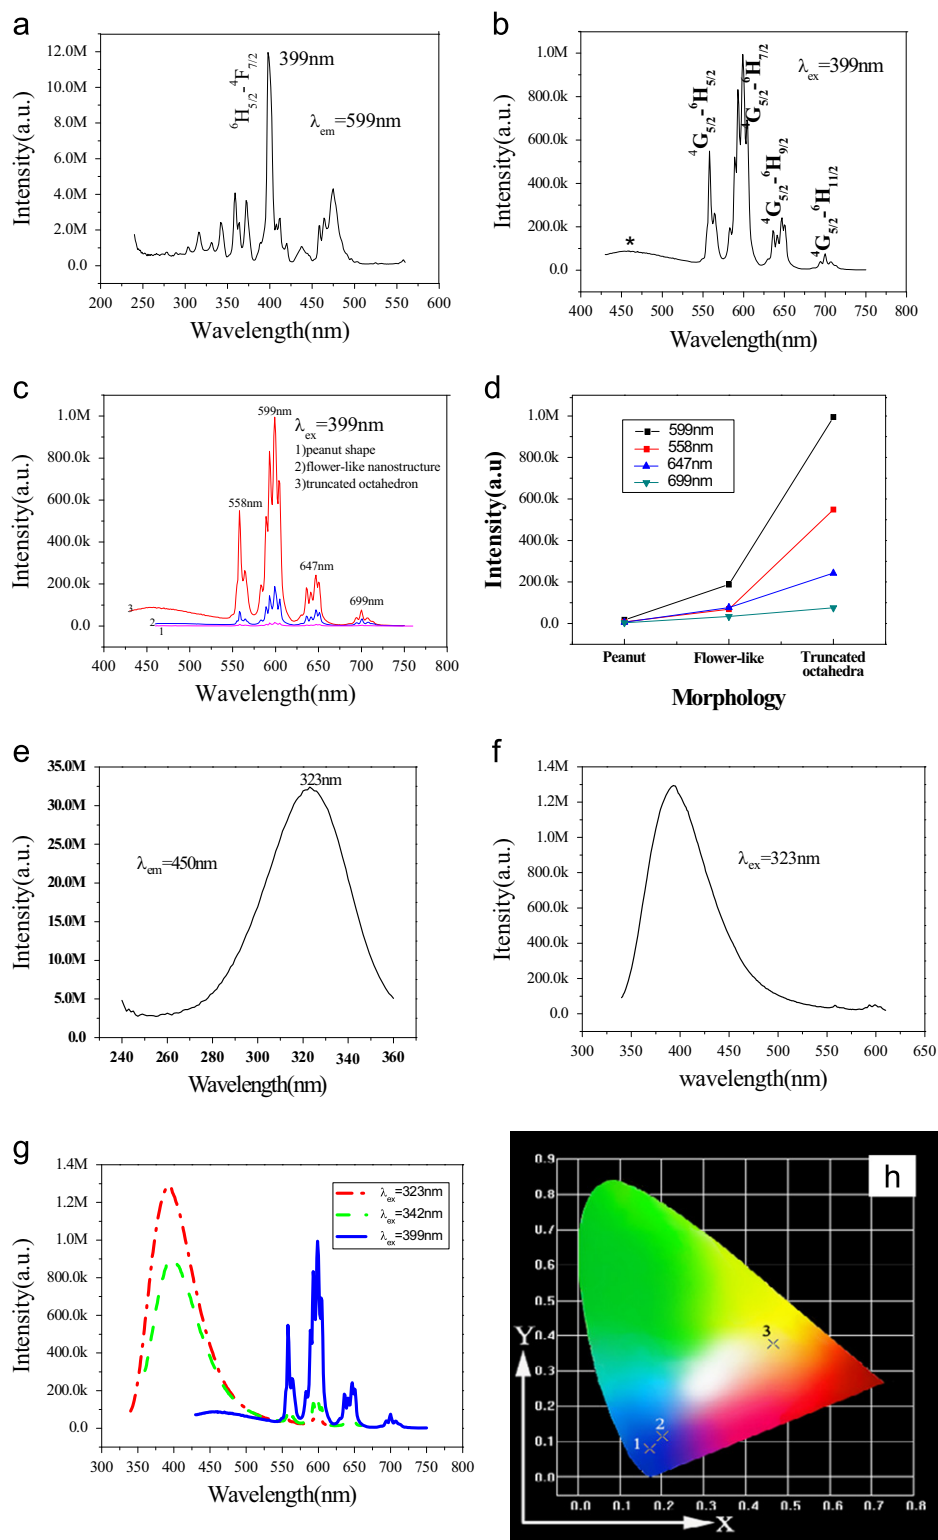 a
Intensity(a.u.)
12.0M
10.0M
8.0M
6.0M
4.0M
2.0M
0.0
⁶H₅/₂-⁴F₇/₂
399nm
λem=599nm
200 250 300 350 400 450 500 550 600
Wavelength(nm)
b
Intensity(a.u.)
1.0M
800.0k
600.0k
400.0k
200.0k
0.0
*
⁴G₅/₂-⁶H₅/₂
⁴G₅/₂-⁶H₇/₂
⁴G₅/₂-⁶H₉/₂
⁴G₅/₂-⁶H₁₁/₂
λex=399nm
400 450 500 550 600 650 700 750 800
Wavelength(nm)
c
Intensity(a.u.)
1.0M
800.0k
600.0k
400.0k
200.0k
0.0
599nm
λex=399nm
1)peanut shape
2)flower-like nanostructure
3)truncated octahedron
558nm
647nm
699nm
3
2
1
400 450 500 550 600 650 700 750 800
Wavelength(nm)
d
Intensity(a.u)
1.0M
800.0k
600.0k
400.0k
200.0k
0.0
599nm
558nm
647nm
699nm
Peanut Flower-like Truncated
octahedra
Morphology
e
Intensity(a.u.)
35.0M
30.0M
25.0M
20.0M
15.0M
10.0M
5.0M
0.0
323nm
λem=450nm
240 260 280 300 320 340 360
Wavelength(nm)
f
Itensity(a.u.)
1.4M
1.2M
1.0M
800.0k
600.0k
400.0k
200.0k
0.0
λex=323nm
300 350 400 450 500 550 600 650
wavelength(nm)
g
Intensity(a.u.)
1.4M
1.2M
1.0M
800.0k
600.0k
400.0k
200.0k
0.0
λex=323nm
λex=342nm
λex=399nm
300 350 400 450 500 550 600 650 700 750 800
Wavelength(nm)
h
0.9
0.8
0.7
0.6
0.5
0.4
0.3
0.2
0.1
0.0
Y
3
2
1
0.0 0.1 0.2 0.3 0.4 0.5 0.6 0.7 0.8
X